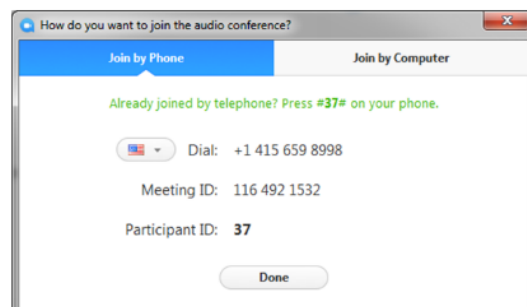 How do you want to join the audio conference?
Join by Phone Join by Computer
Already joined by telephone? Press #37# on your phone.
Dial: +1 415 659 8998
Meeting ID: 116 492 1532
Participant ID: 37
Done